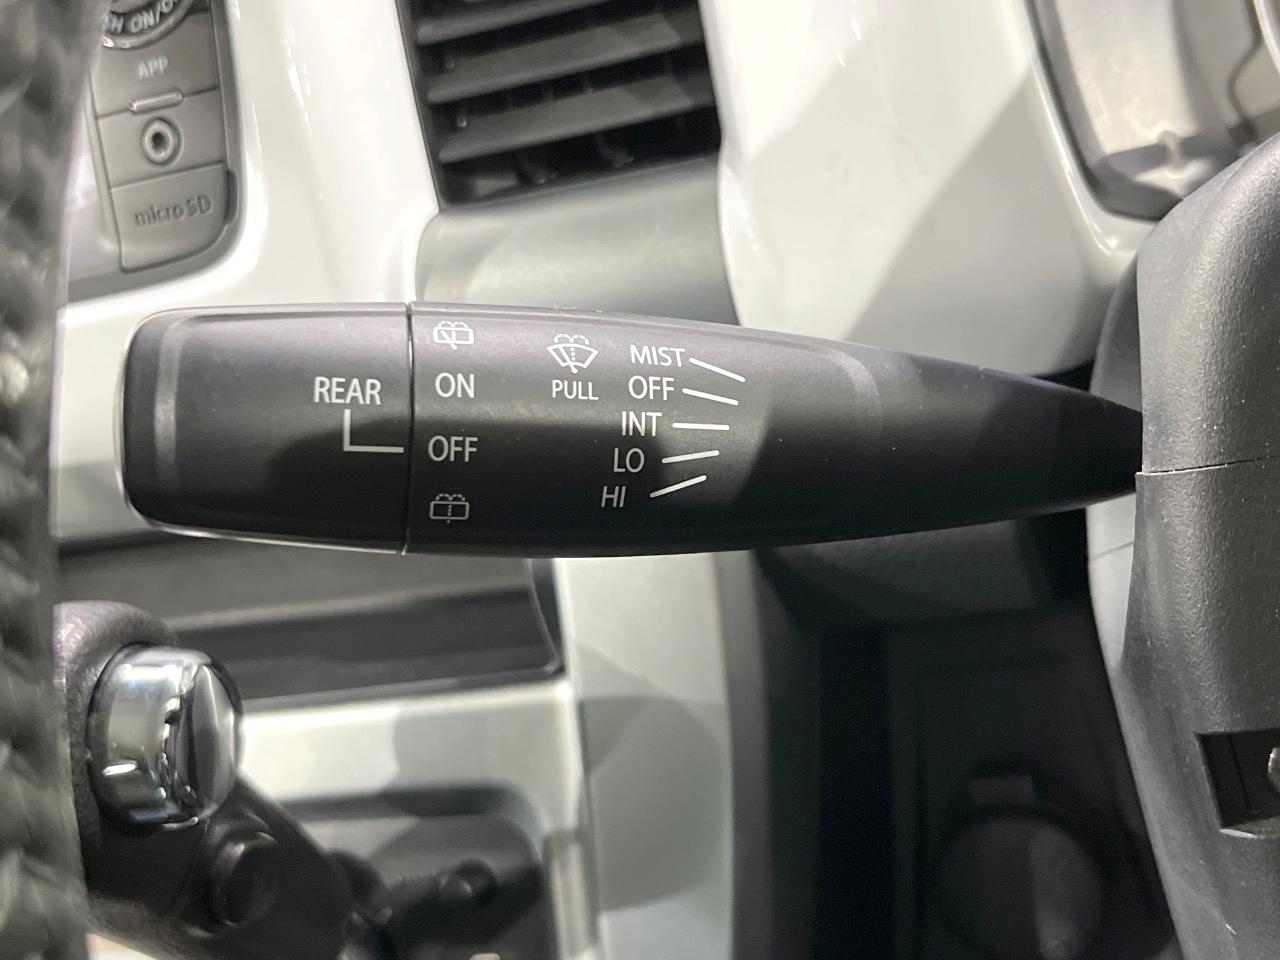 APP
micro SD
REAR
ON
OFF
PULL
MIST
OFF
INT
LO
HI